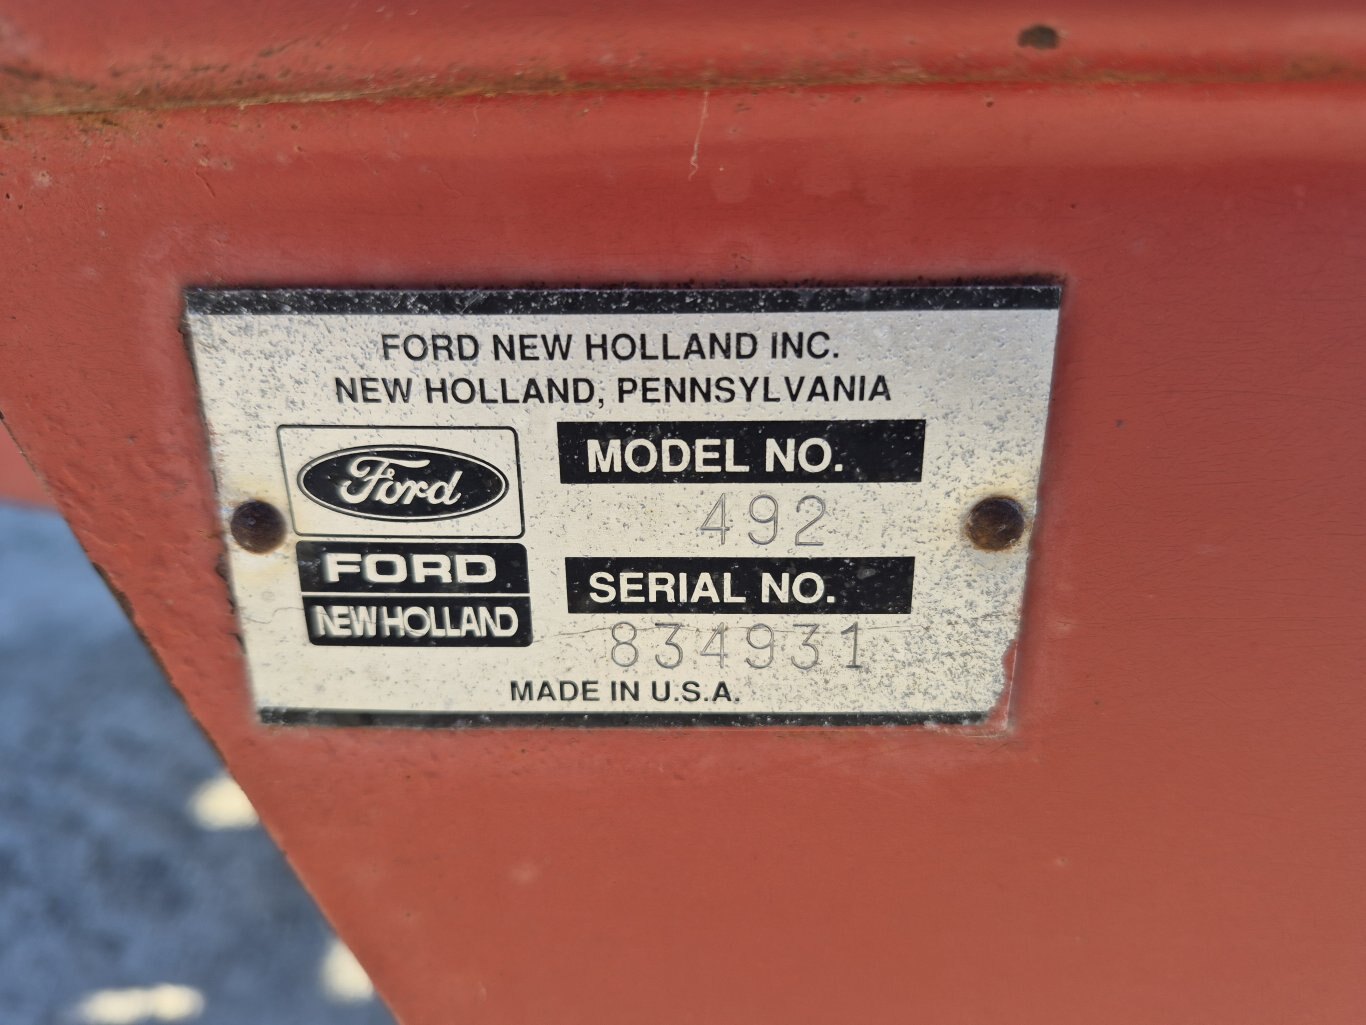 FORD NEW HOLLAND INC.
NEW HOLLAND, PENNSYLVANIA
Ford
FORD
NEW HOLLAND
MODEL NO.
492
SERIAL NO.
834931
MADE IN U.S.A.